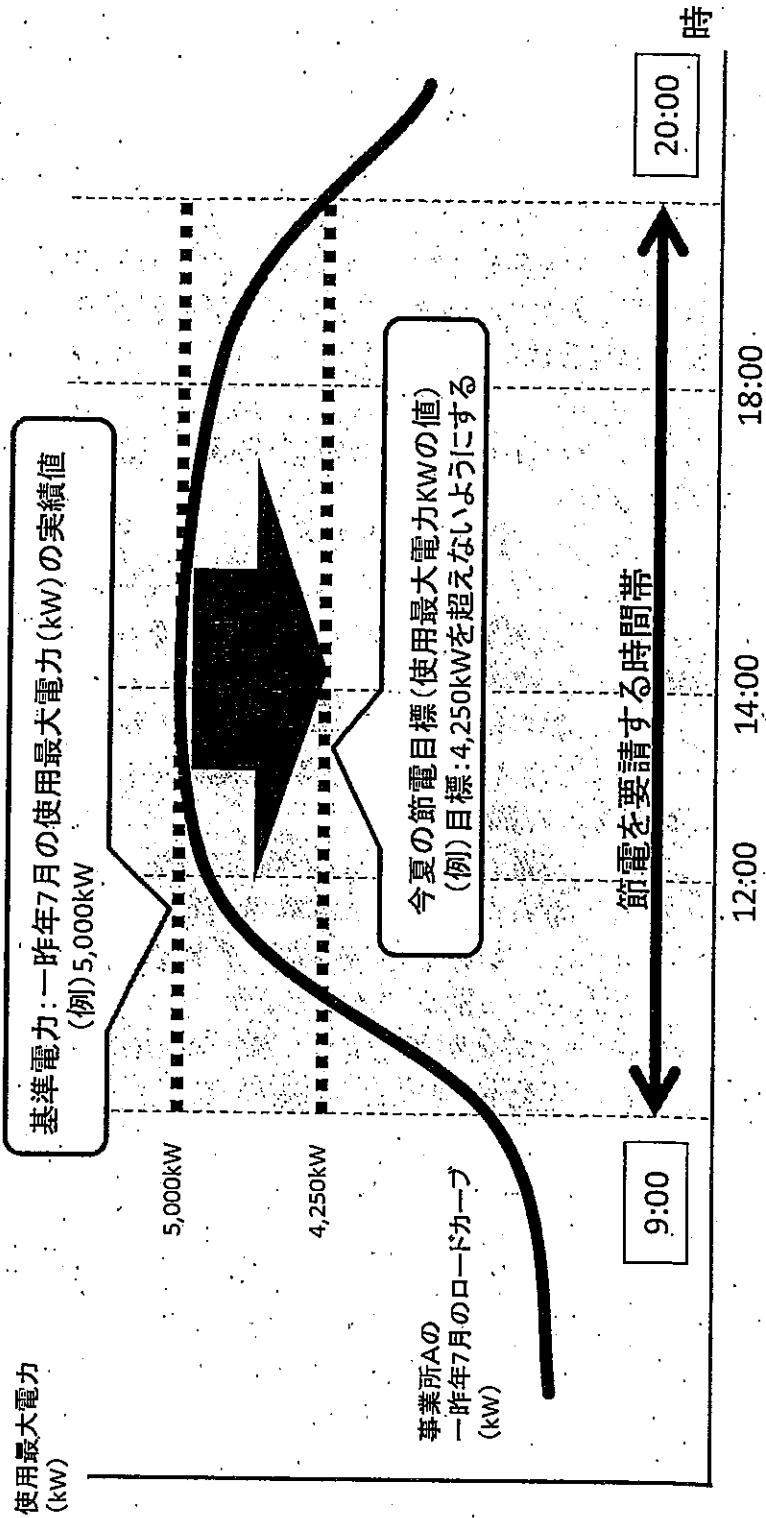 使用最大電力
(kW)
基準電力:一昨年7月の使用最大電力(kW)の実績値
(例)5,000kW
5,000kW
4,250kW
今夏の節電目標(使用最大電力KWの値)
(例)目標:4,250kWを超えないようにする
事業所Aの
一昨年7月のロードカーブ
(kW)
節電を要請する時間帯
9:00
20:00
12:00
14:00
18:00
時